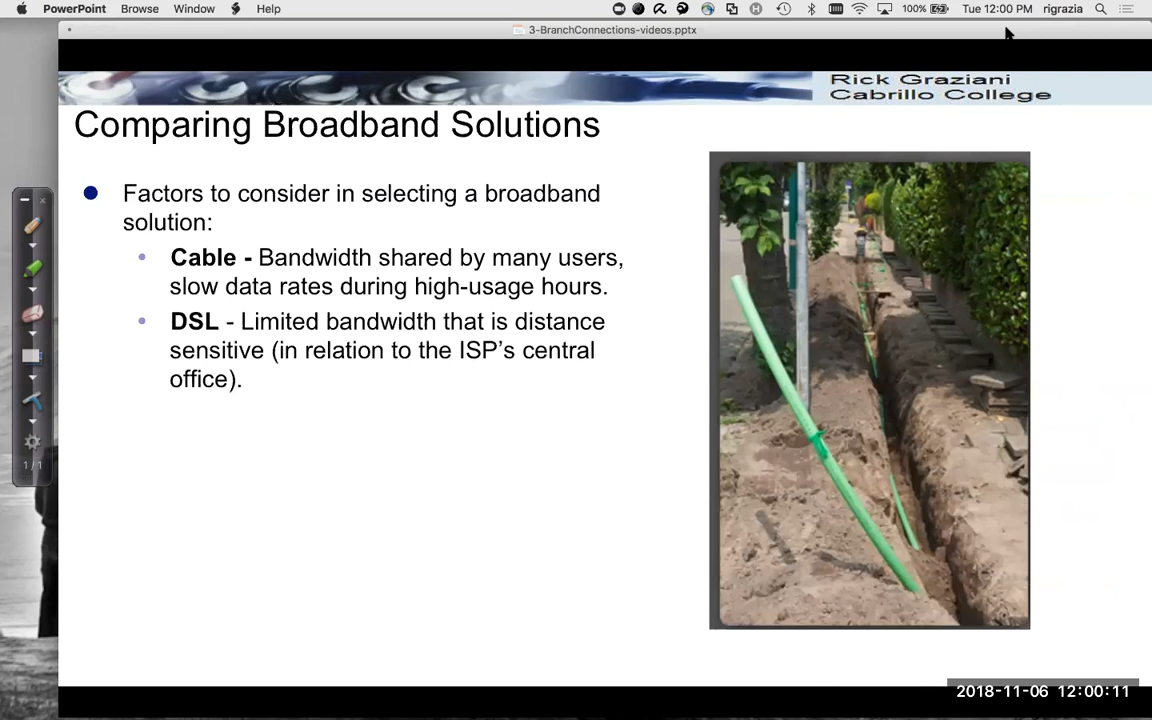 PowerPoint Browse Window Help 100% Tue 12:00 PM rigrazia
3-BranchConnections-videos.pptx
Rick Graziani
Cabrillo College
Comparing Broadband Solutions
Factors to consider in selecting a broadband
solution:
Cable - Bandwidth shared by many users,
slow data rates during high-usage hours.
DSL - Limited bandwidth that is distance
sensitive (in relation to the ISP’s central
office).
1/1
2018-11-06 12:00:11